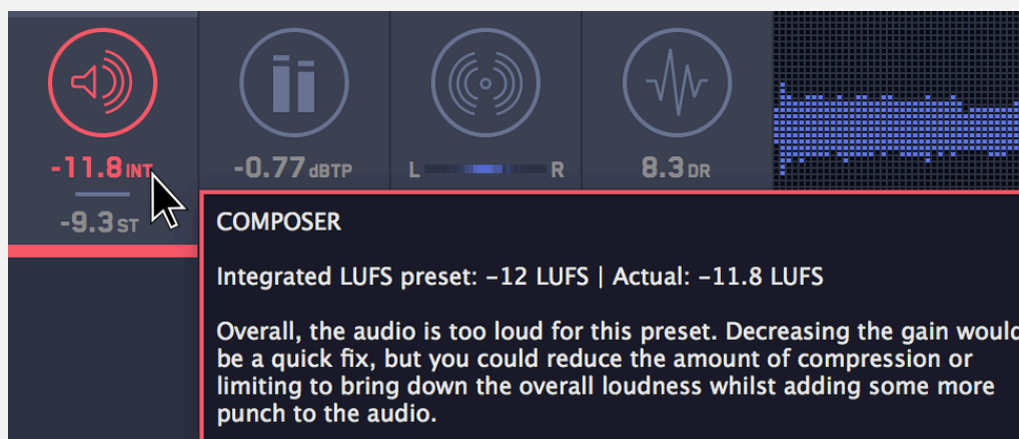 -11.8 INT
-9.3 ST
-0.77 dBTP
L R
8.3 DR
COMPOSER
Integrated LUFS preset: –12 LUFS | Actual: –11.8 LUFS
Overall, the audio is too loud for this preset. Decreasing the gain would
be a quick fix, but you could reduce the amount of compression or
limiting to bring down the overall loudness whilst adding some more
punch to the audio.